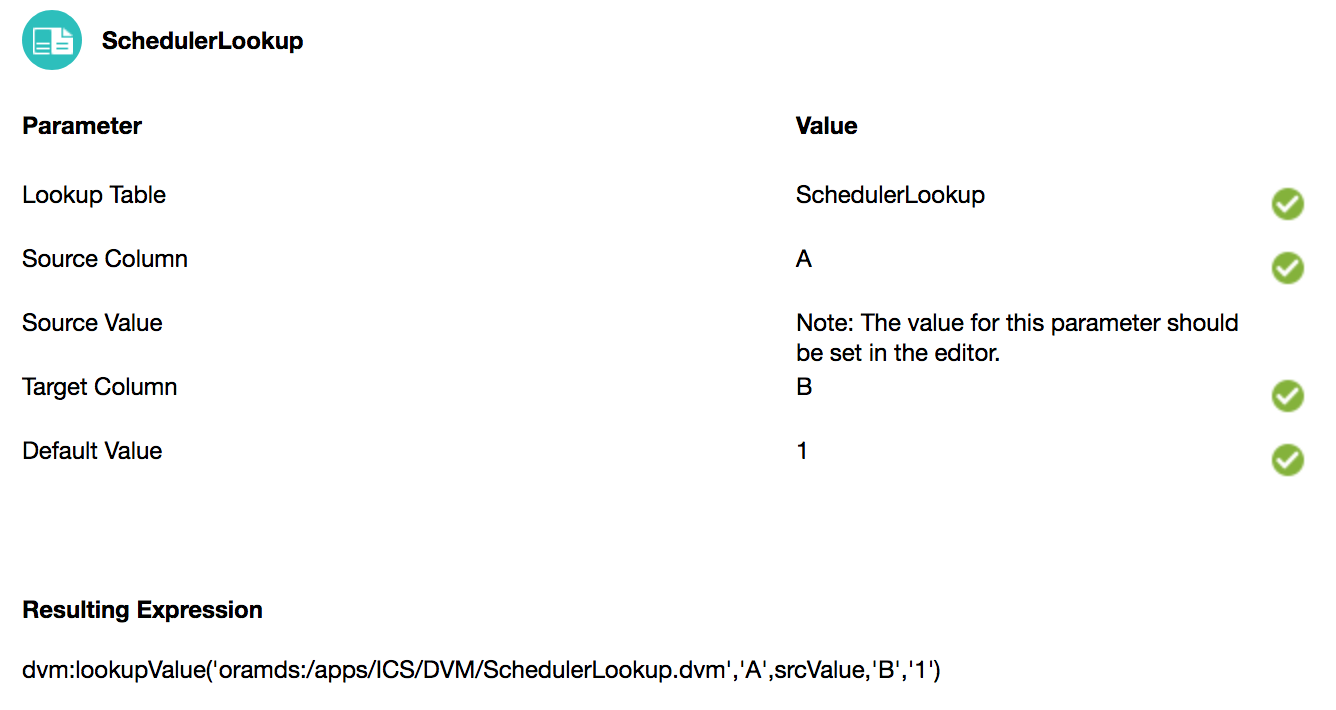 SchedulerLookup
Parameter Value
Lookup Table SchedulerLookup
Source Column A
Source Value Note: The value for this parameter should
be set in the editor.
Target Column B
Default Value 1
Resulting Expression
dvm:lookupValue('oramds:/apps/ICS/DVM/SchedulerLookup.dvm','A',srcValue,'B','1')